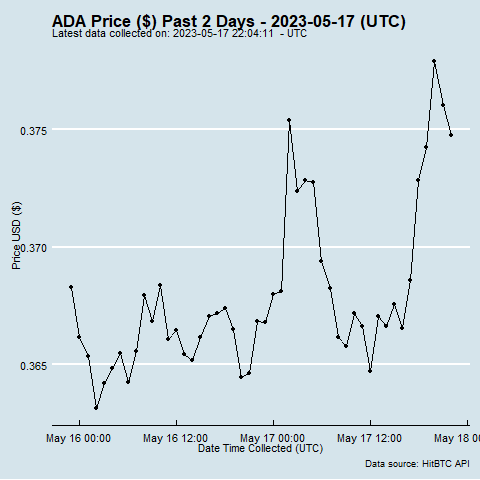 ADA Price ($) Past 2 Days - 2023-05-17 (UTC)
Latest data collected on: 2023-05-17 22:04:11  - UTC
0.375
0.370
0.365
Price USD ($)
May 16 00:00
May 16 12:00
May 17 00:00
May 17 12:00
May 18 00
Date Time Collected (UTC)
Data source: HitBTC API